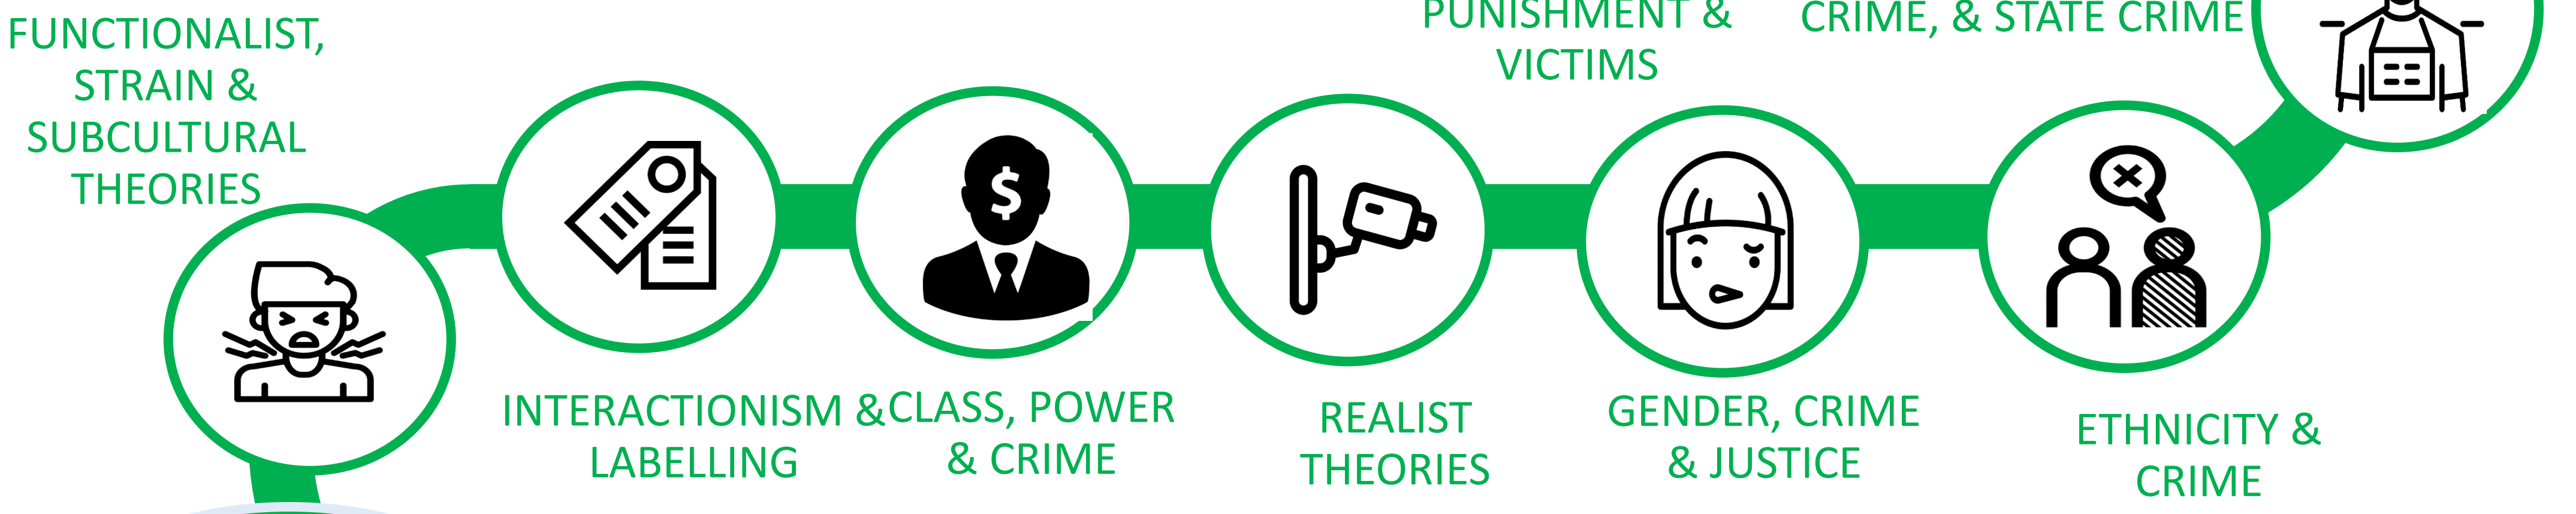 FUNCTIONALIST,
STRAIN &
SUBCULTURAL
THEORIES
PUNISHMENT &
VICTIMS
CRIME, & STATE CRIME
$
INTERACTIONISM &
LABELLING
CLASS, POWER
& CRIME
REALIST
THEORIES
GENDER, CRIME
& JUSTICE
ETHNICITY &
CRIME